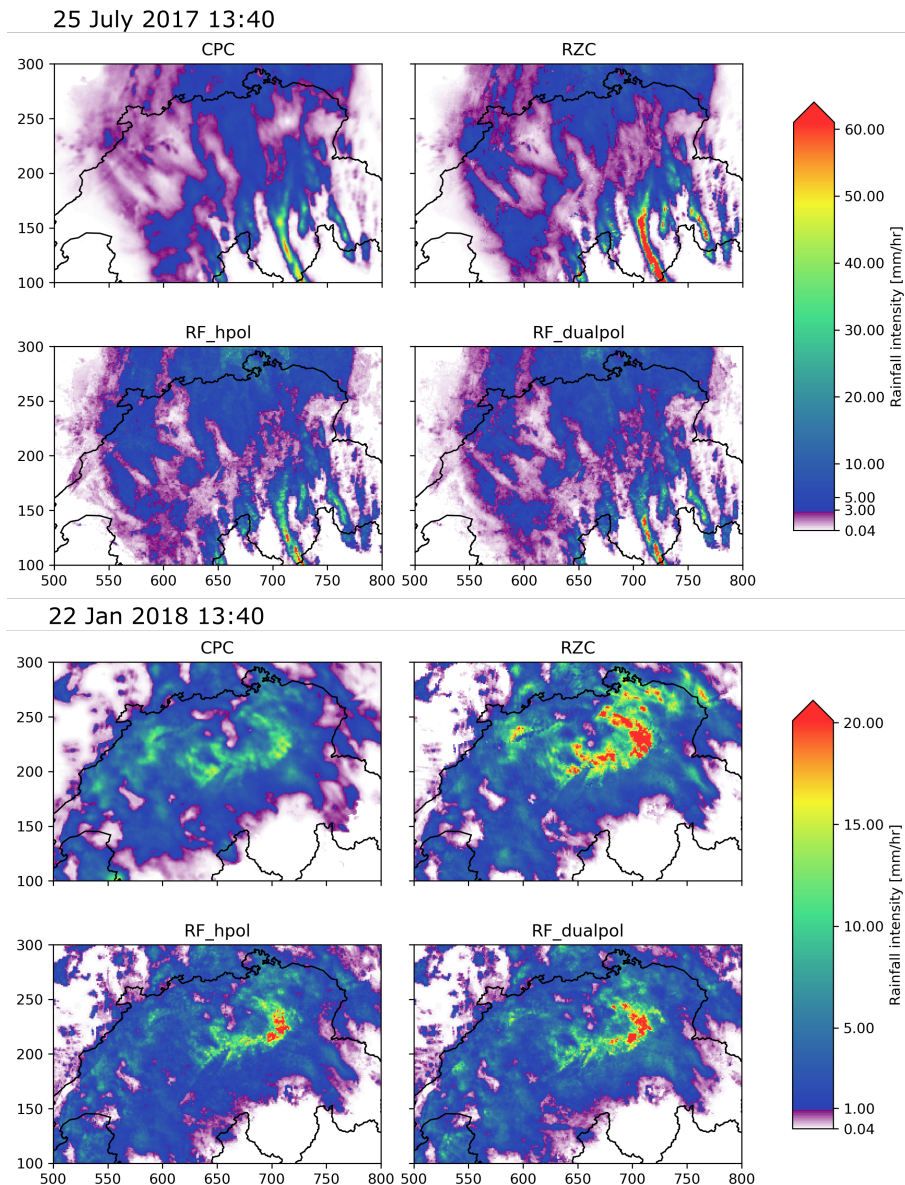 25 July 2017 13:40
CPC
RZC
300
250
200
150
100
RF_hpol
RF_dualpol
300
250
200
150
100
500 550 600 650 700 750 800
500 550 600 650 700 750 800
60.00
50.00
40.00
30.00
20.00
10.00
5.00
3.00
0.04
Rainfall intensity [mm/hr]
22 Jan 2018 13:40
CPC
RZC
300
250
200
150
100
RF_hpol
RF_dualpol
300
250
200
150
100
500 550 600 650 700 750 800
500 550 600 650 700 750 800
20.00
15.00
10.00
5.00
1.00
0.04
Rainfall intensity [mm/hr]